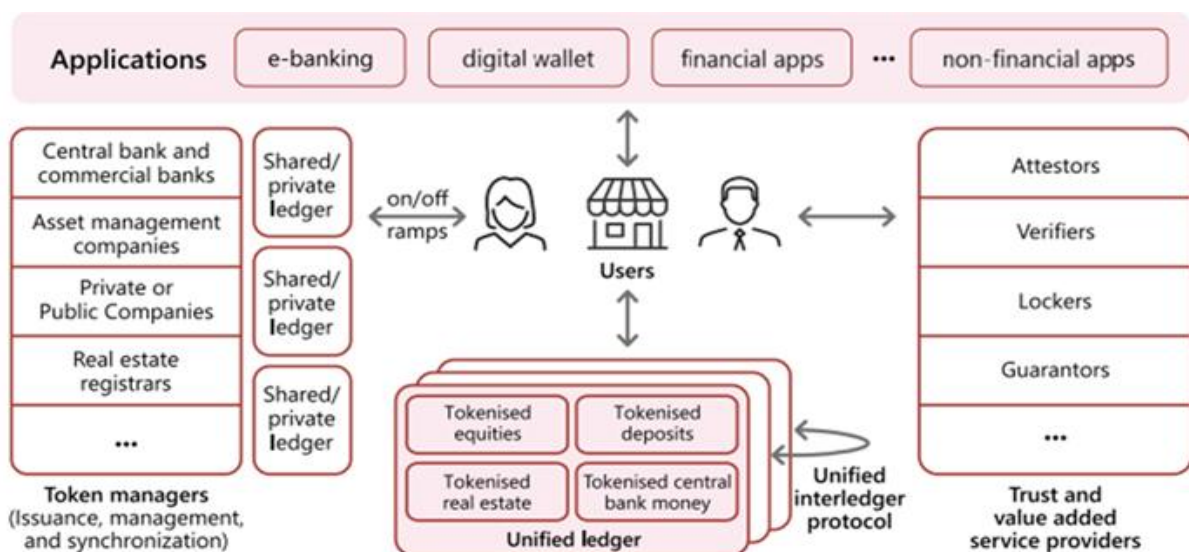 Applications
e-banking
digital wallet
financial apps
•••
non-financial apps
Central bank and
commercial banks
Asset management
companies
Private or
Public Companies
Real estate
registrars
•••
Token managers
(Issuance, management,
and synchronization)
Shared/
private
ledger
Shared/
private
ledger
Shared/
private
ledger
on/off
ramps
Users
Tokenised
equities
Tokenised
deposits
Tokenised
real estate
Tokenised central
bank money
Unified ledger
Unified
interledger
protocol
Attestors
Verifiers
Lockers
Guarantors
•••
Trust and
value added
service providers